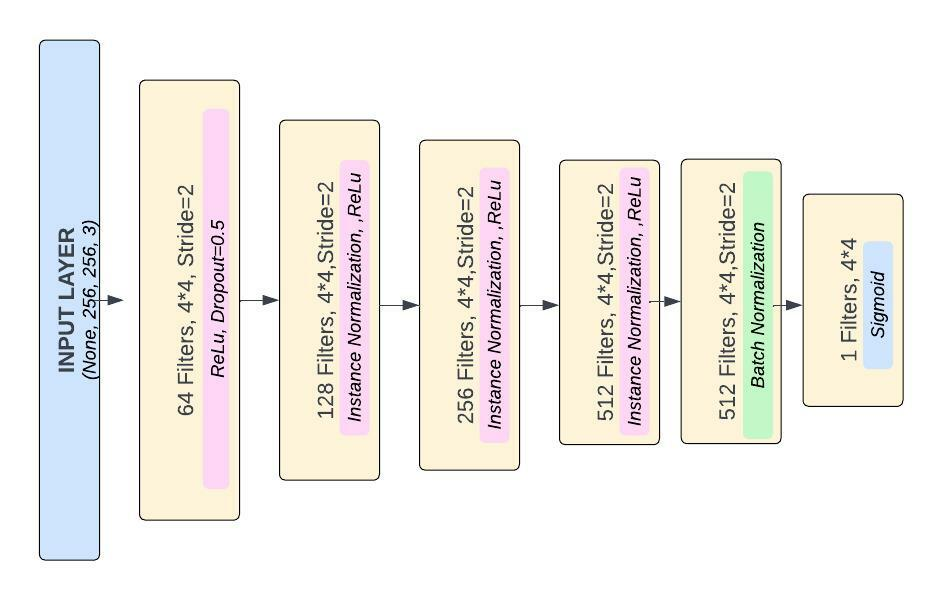 INPUT LAYER
(None, 256, 256, 3)
64 Filters, 4*4, Stride=2
ReLu, Dropout=0.5
128 Filters, 4*4,Stride=2
Instance Normalization, ,ReLu
256 Filters, 4*4,Stride=2
Instance Normalization, ,ReLu
512 Filters, 4*4,Stride=2
Instance Normalization, ,ReLu
512 Filters, 4*4,Stride=2
Batch Normalization
1 Filters, 4*4
Sigmoid